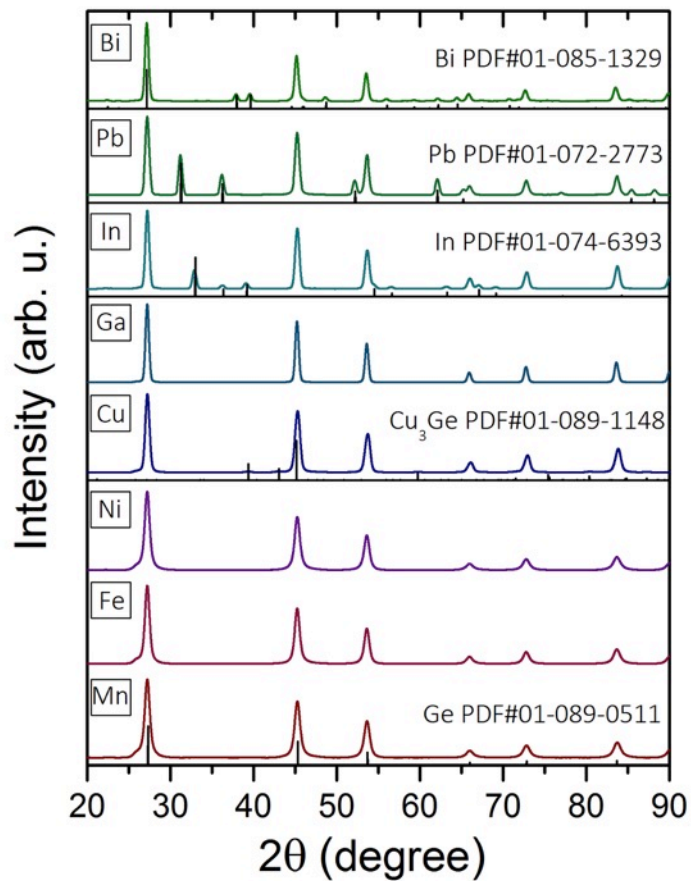 Bi
Bi PDF#01-085-1329
Pb
Pb PDF#01-072-2773
In
In PDF#01-074-6393
Ga
Cu
Cu₃Ge PDF#01-089-1148
Ni
Fe
Mn
Ge PDF#01-089-0511
Intensity (arb. u.)
20 30 40 50 60 70 80 90
2θ (degree)